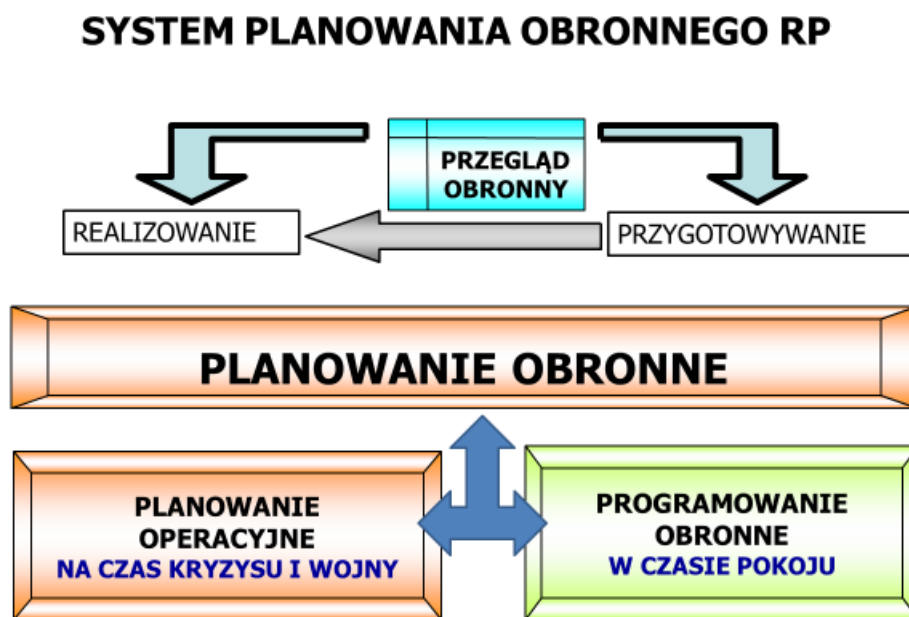 SYSTEM PLANOWANIA OBRONNEGO RP
PRZEGLĄD
OBRONNY
REALIZOWANIE
PRZYGOTOWYWANIE
PLANOWANIE OBRONNE
PLANOWANIE
OPERACYJNE
NA CZAS KRYZYSU I WOJNY
PROGRAMOWANIE
OBRONNE
W CZASIE POKOJU